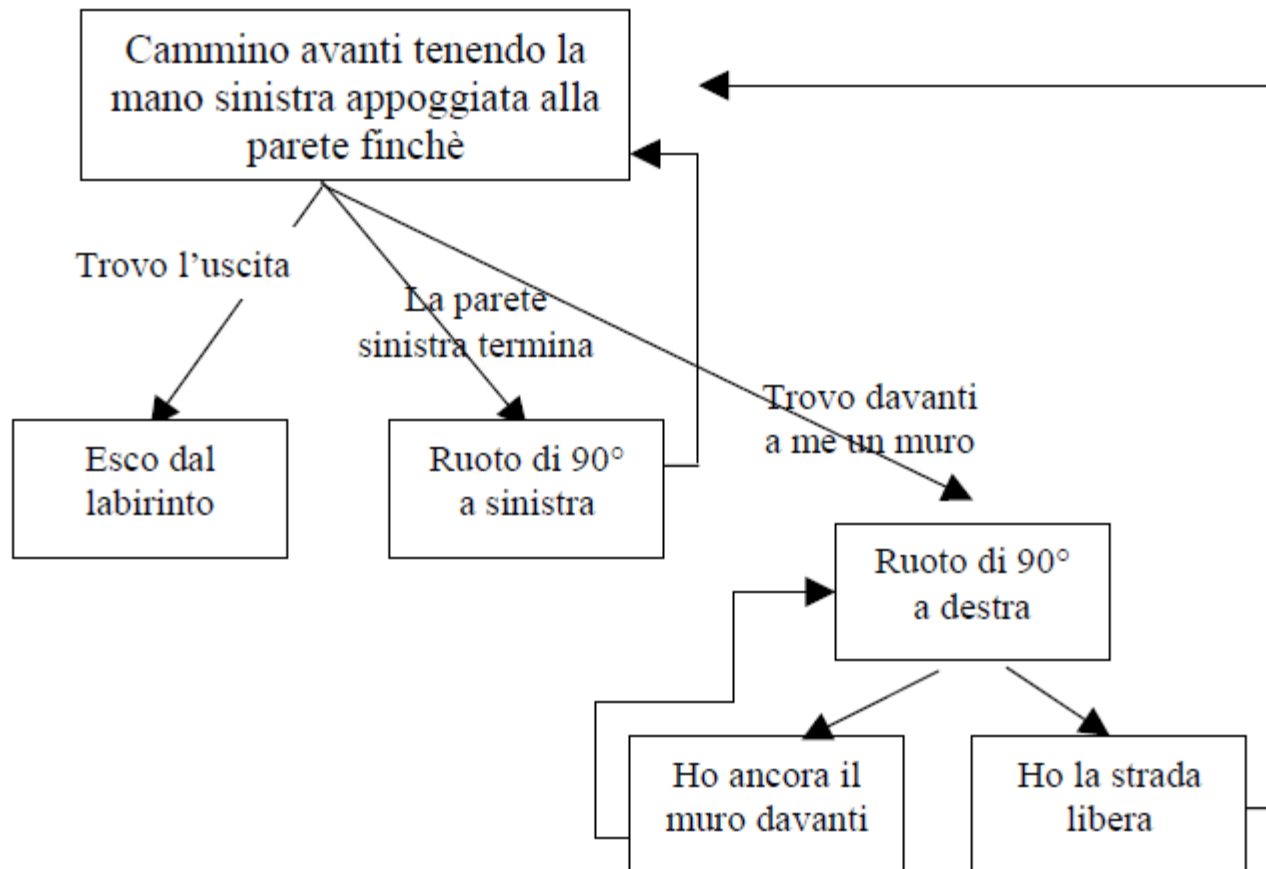 Cammino avanti tenendo la
mano sinistra appoggiata alla
parete finchè
Trovo l’uscita
La parete
sinistra termina
Trovo davanti
a me un muro
Esco dal
labirinto
Ruoto di 90°
a sinistra
Ruoto di 90°
a destra
Ho ancora il
muro davanti
Ho la strada
libera